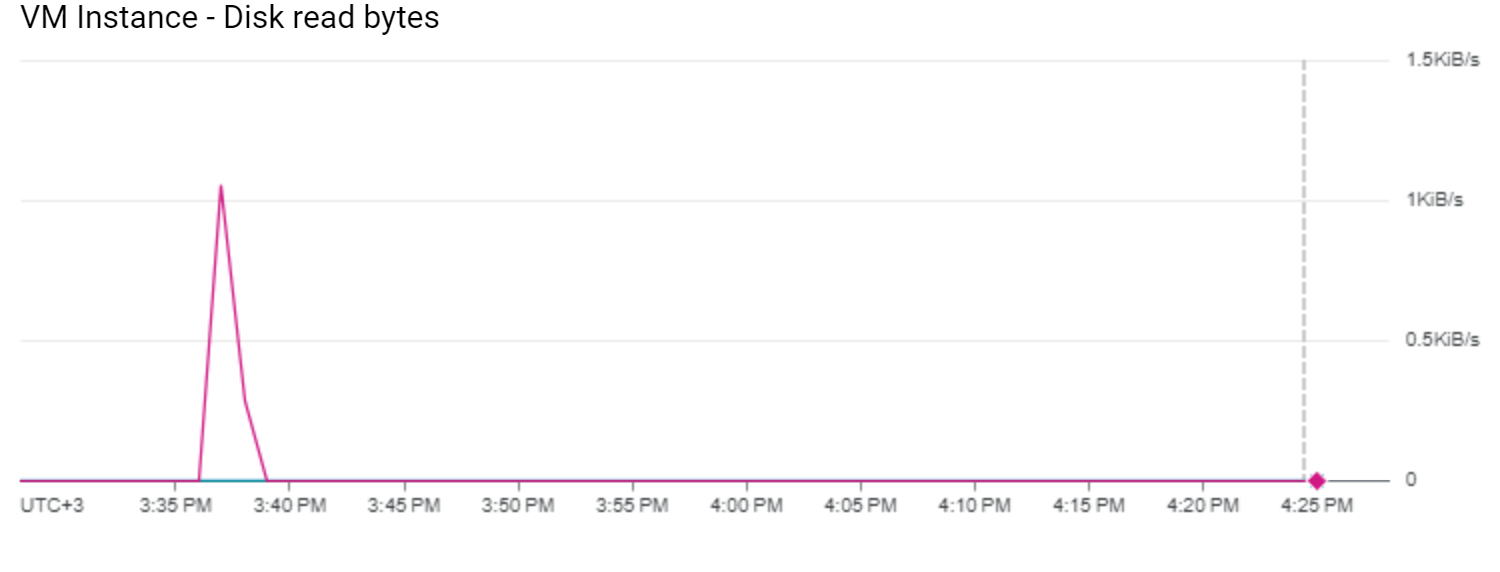 VM Instance - Disk read bytes
1.5KiB/s
1KiB/s
0.5KiB/s
0
UTC+3 3:35 PM 3:40 PM 3:45 PM 3:50 PM 3:55 PM 4:00 PM 4:05 PM 4:10 PM 4:15 PM 4:20 PM 4:25 PM